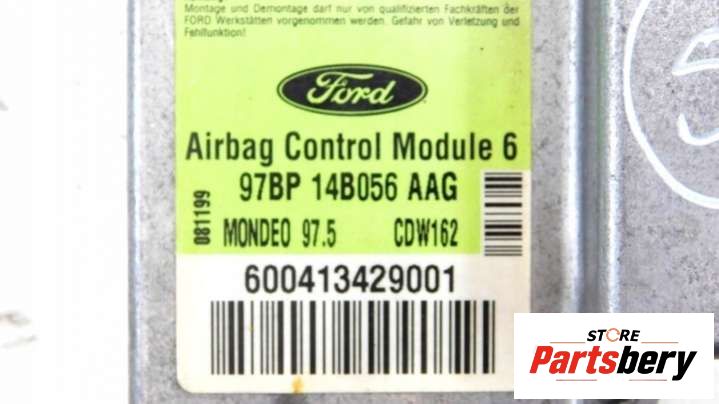 Montage und Demontage darf nur von qualifizierten Fachkräften der
FORD Werkstätten vorgenommen werden. Gefahr von Verletzung und
Fehlfunktion!
Ford
Airbag Control Module 6
97BP 14B056 AAG
081199
MONDEO 97.5 CDW162
600413429001
STORE
Partsbery